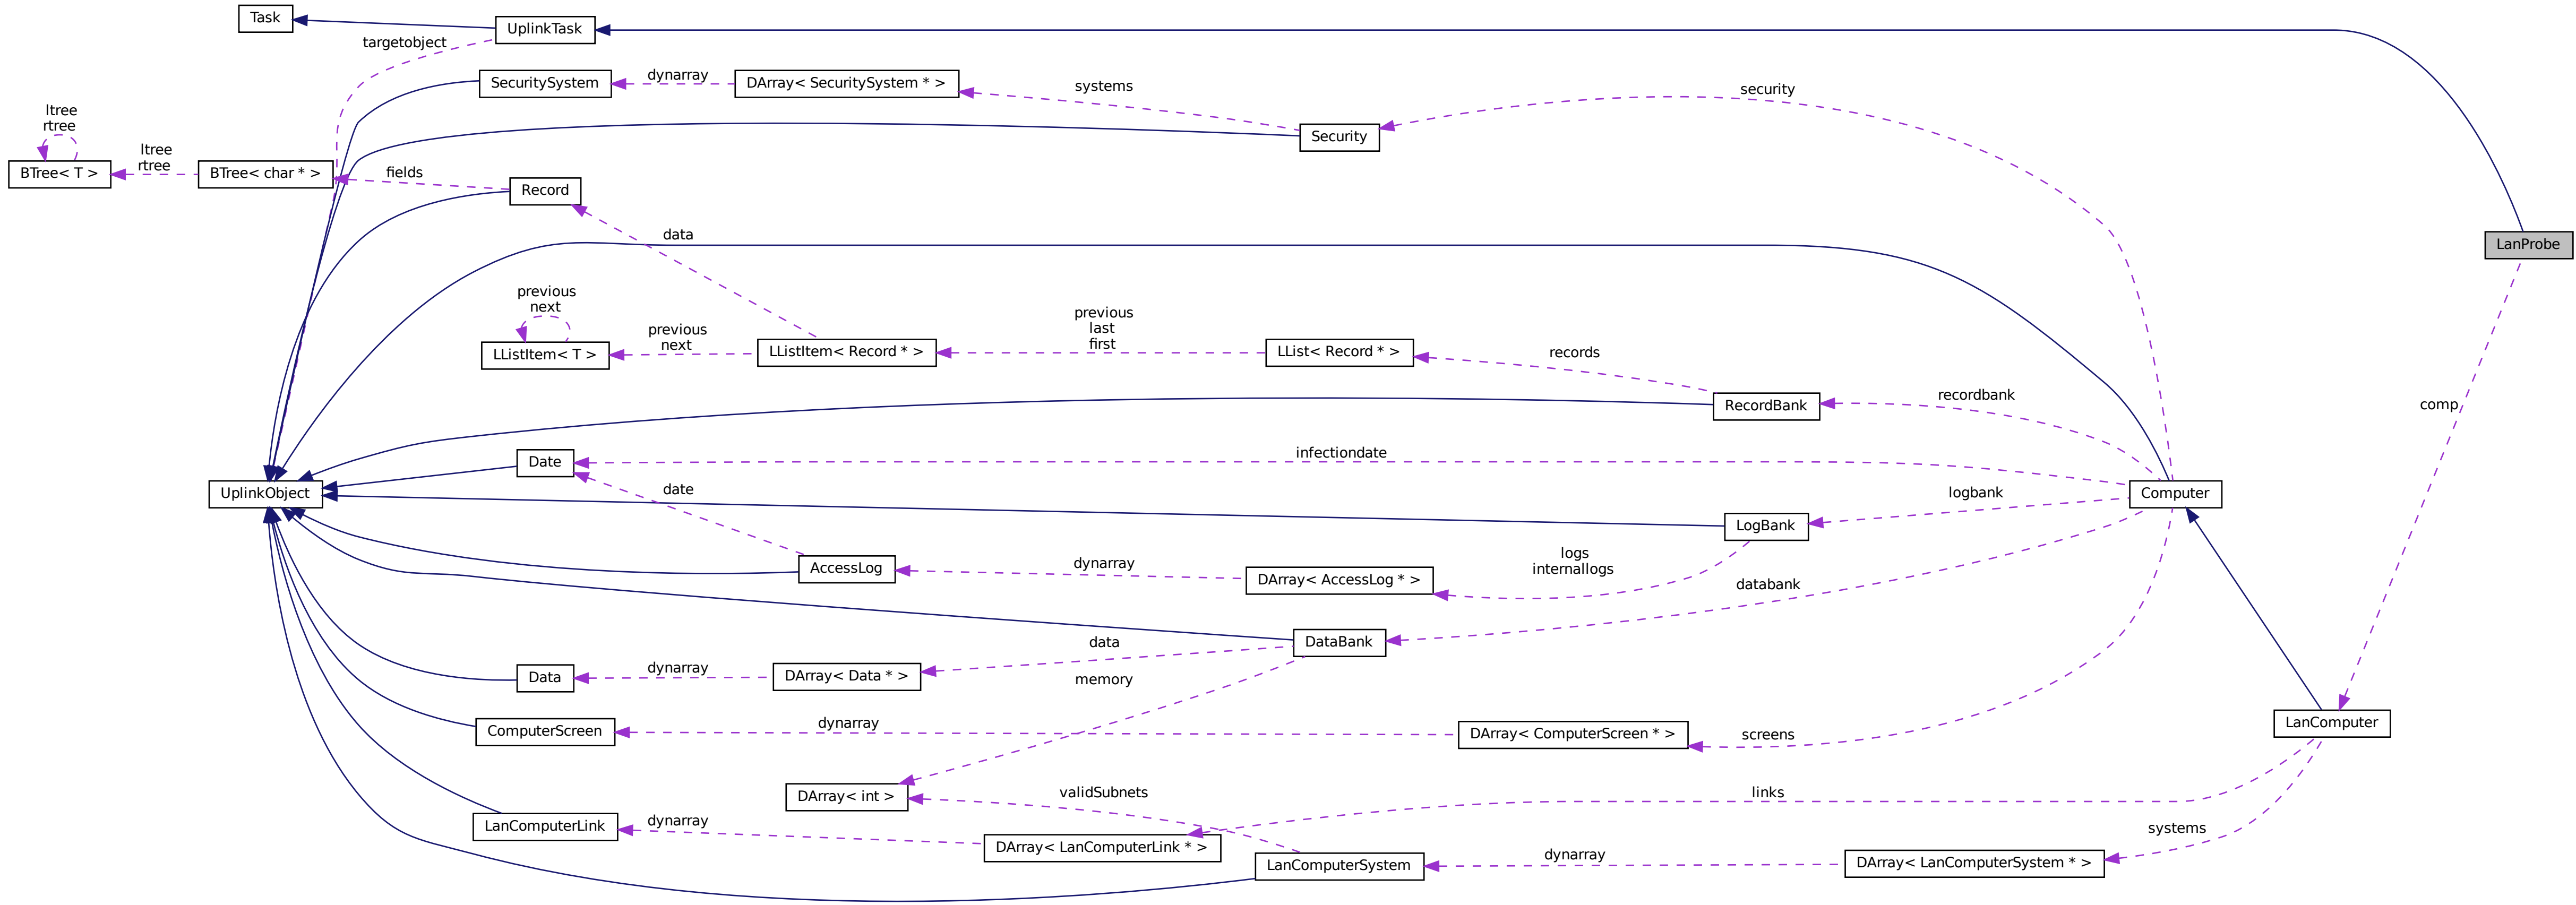 Task
UplinkTask
targetobject
SecuritySystem
dynarray
DArray< SecuritySystem * >
systems
security
ltree
rtree
Security
ltree
rtree
BTree< T >
BTree< char * >
fields
Record
data
LanProbe
previous
next
previous
last
first
previous
next
LListItem< T >
LListItem< Record * >
LList< Record * >
records
recordbank
RecordBank
comp
Date
infectiondate
date
UplinkObject
logbank
Computer
LogBank
logs
internallogs
AccessLog
dynarray
DArray< AccessLog * >
databank
data
DataBank
dynarray
Data
DArray< Data * >
memory
ComputerScreen
dynarray
DArray< ComputerScreen * >
screens
LanComputer
DArray< int >
validSubnets
links
LanComputerLink
dynarray
DArray< LanComputerLink * >
systems
LanComputerSystem
dynarray
DArray< LanComputerSystem * >